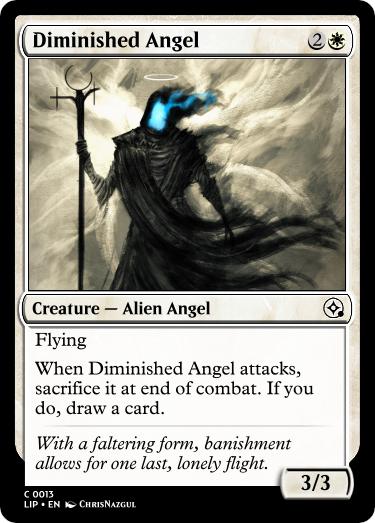 Diminished Angel 2
Creature — Alien Angel
Flying
When Diminished Angel attacks,
sacrifice it at end of combat. If you
do, draw a card.
With a faltering form, banishment
allows for one last, lonely flight.
3/3
C 0013
LIP • EN ChrisNazgul